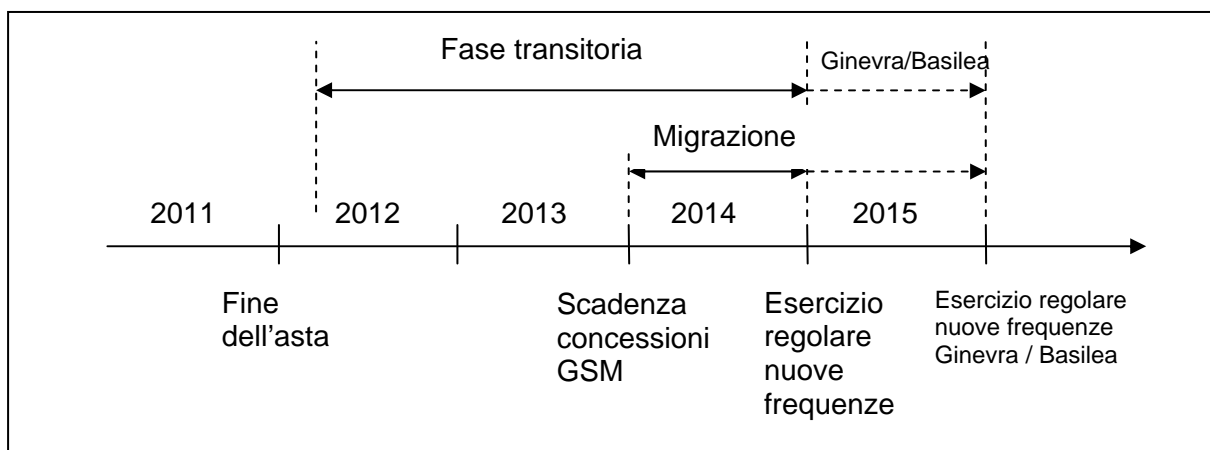 Fase transitoria
Ginevra/Basilea
Migrazione
2011
2012
2013
2014
2015
Fine
dell’asta
Scadenza
concessioni
GSM
Esercizio
regolare
nuove
frequenze
Esercizio regolare
nuove frequenze
Ginevra / Basilea